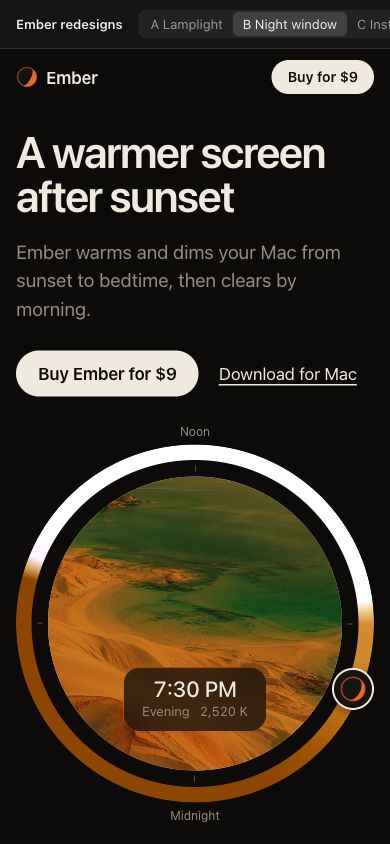 Ember redesigns
A Lamplight
B Night window
C Inst
Ember
Buy for $9
A warmer screen
after sunset
Ember warms and dims your Mac from
sunset to bedtime, then clears by
morning.
Buy Ember for $9
Download for Mac
Noon
7:30 PM
Evening 2,520 K
Midnight